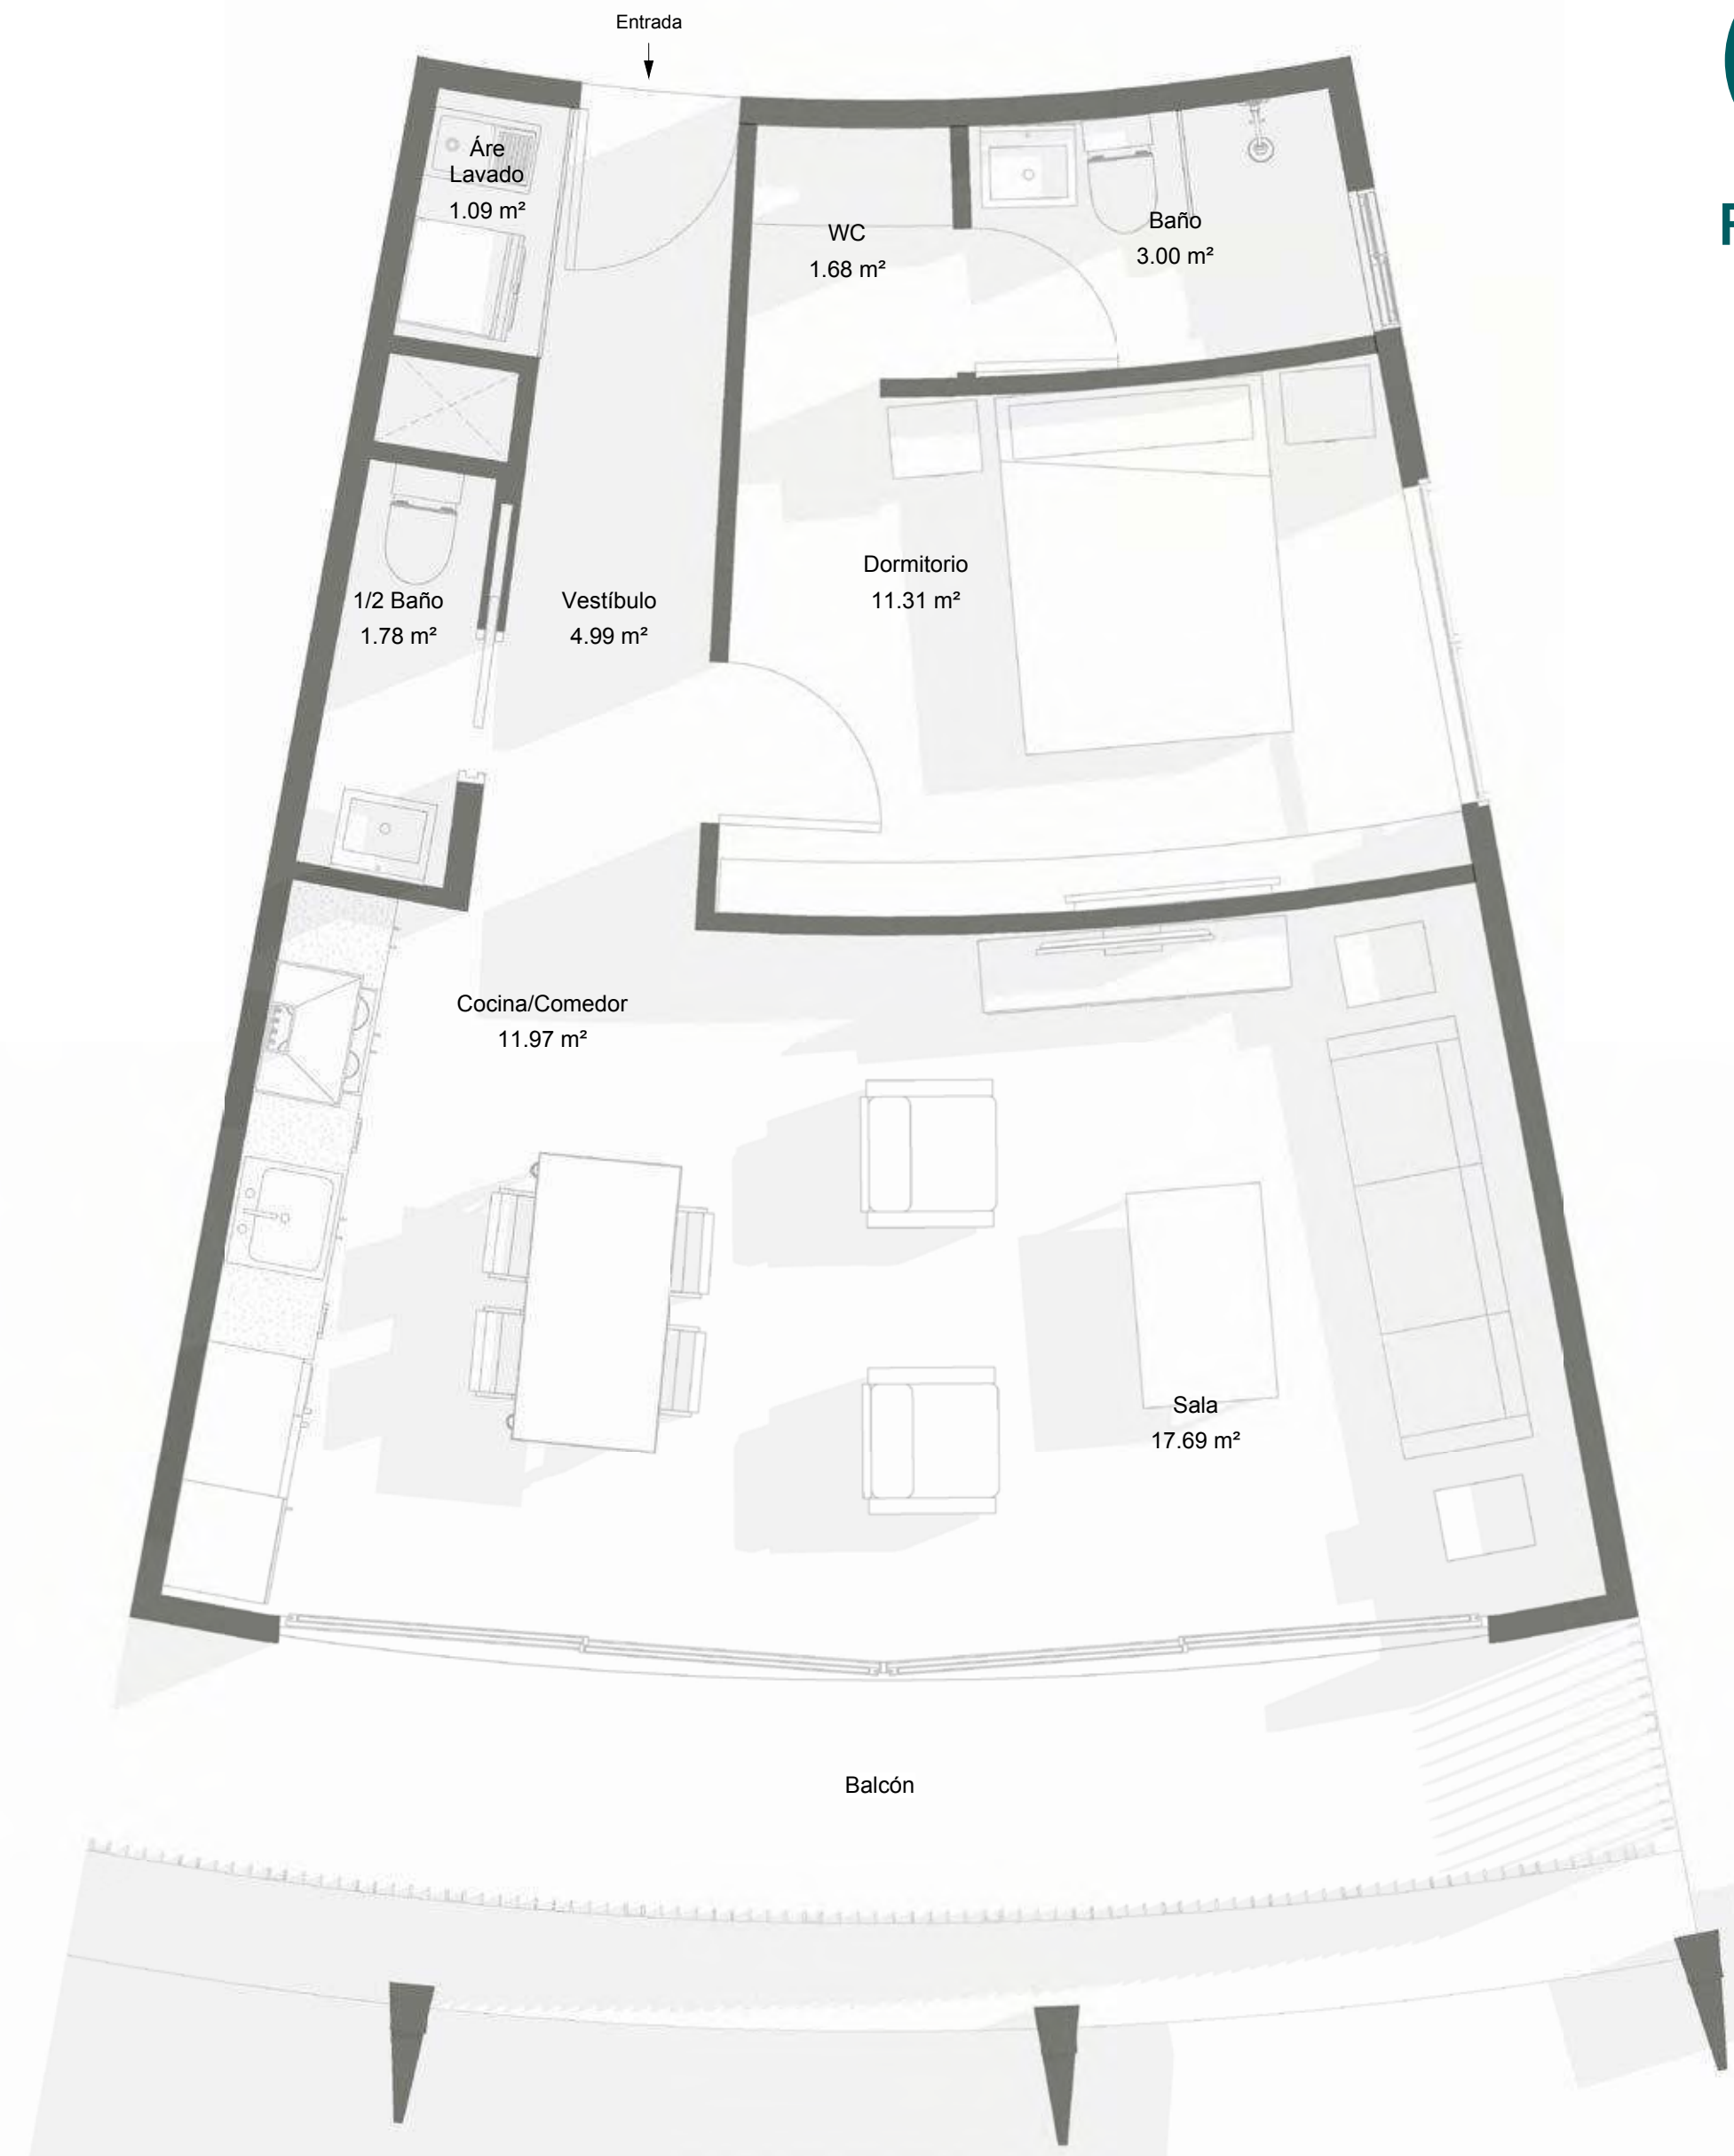 Entrada
Áre
Lavado
1.09 m²
WC
1.68 m²
Baño
3.00 m²
Dormitorio
11.31 m²
1/2 Baño
1.78 m²
Vestíbulo
4.99 m²
Cocina/Comedor
11.97 m²
Sala
17.69 m²
Balcón